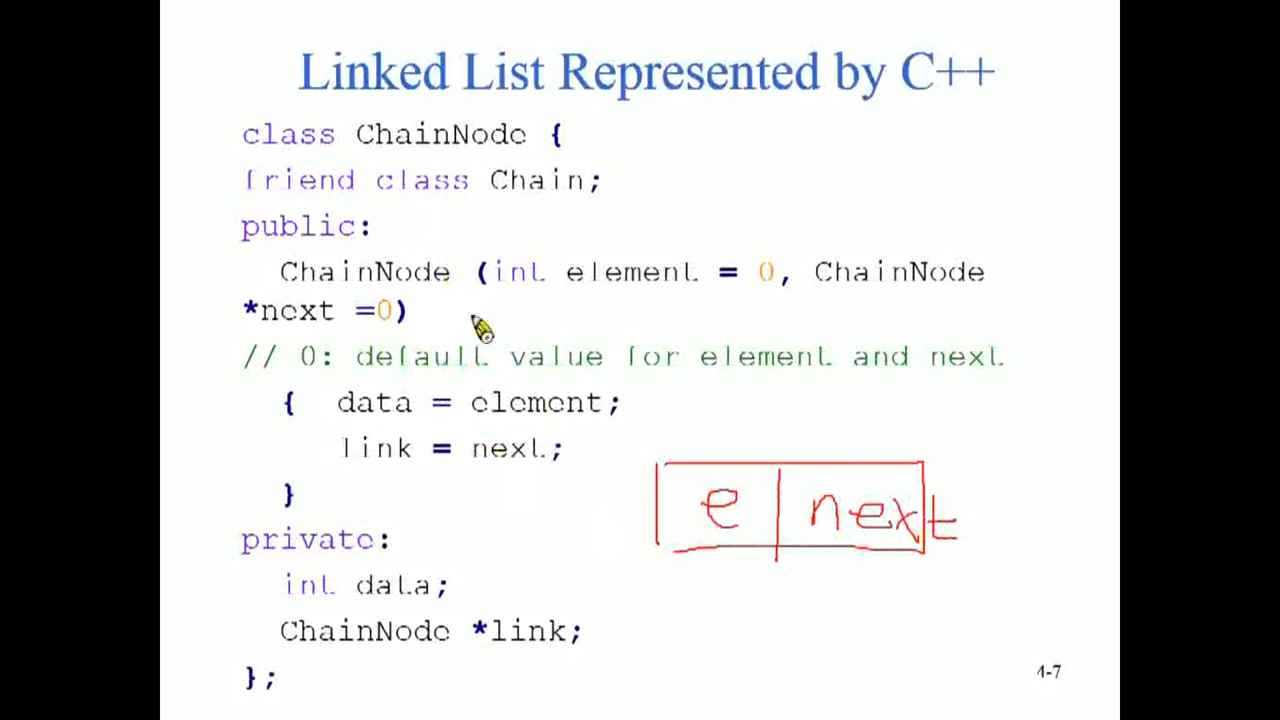 Linked List Represented by C++
class ChainNode {
friend class Chain;
public:
ChainNode (int element = 0, ChainNode
*next =0)
// 0: default value for element and next
{ data = element;
link = next;
}
e next
private:
int data;
ChainNode *link;
};
4-7